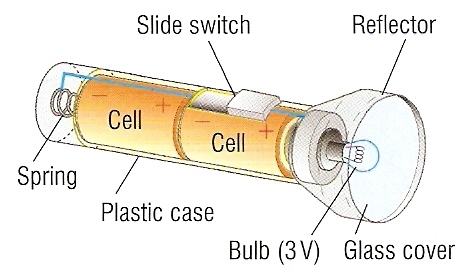 Slide switch
Reflector
− + − +
Cell
Cell
Spring
Plastic case
Bulb (3V)
Glass cover